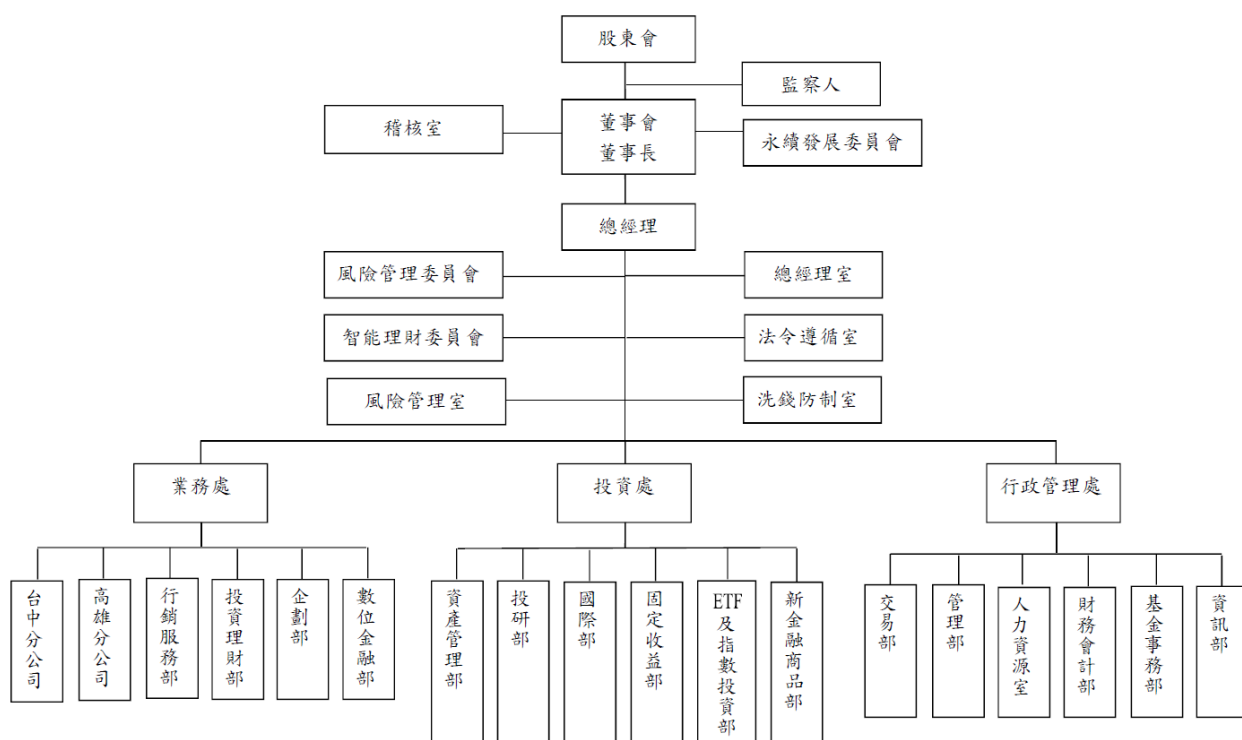 股東會
監察人
稽核室
董事會
董事長
永續發展委員會
總經理
風險管理委員會
總經理室
智能理財委員會
法令遵循室
風險管理室
洗錢防制室
業務處
投資處
行政管理處
台中分公司
高雄分公司
行銷服務部
投資理財部
企劃部
數位金融部
資產管理部
投研部
國際部
固定收益部
ETF及指數投資部
新金融商品部
交易部
管理部
人力資源室
財務會計部
基金事務部
資訊部